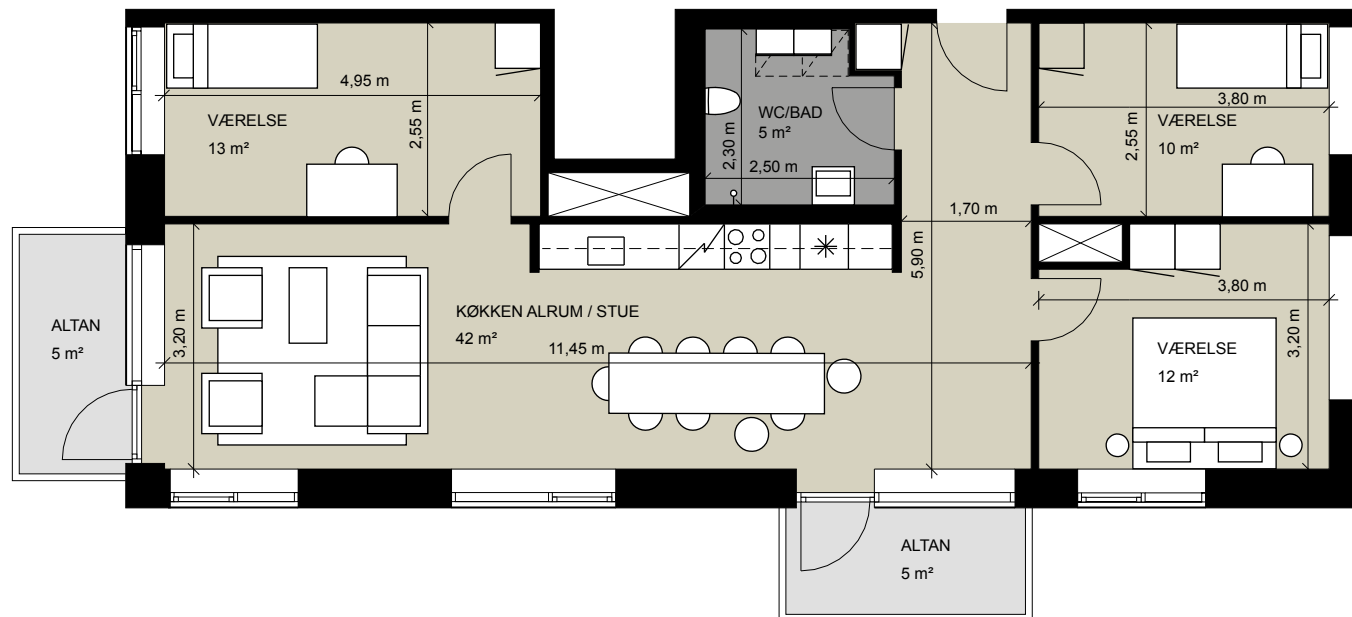 4,95 m
VÆRELSE
13 m²
2,55 m
WC/BAD
5 m²
2,30 m
2,50 m
3,80 m
VÆRELSE
10 m²
2,55 m
1,70 m
5,90 m
ALTAN
5 m²
3,20 m
KØKKEN ALRUM / STUE
42 m²
11,45 m
3,80 m
VÆRELSE
12 m²
3,20 m
ALTAN
5 m²